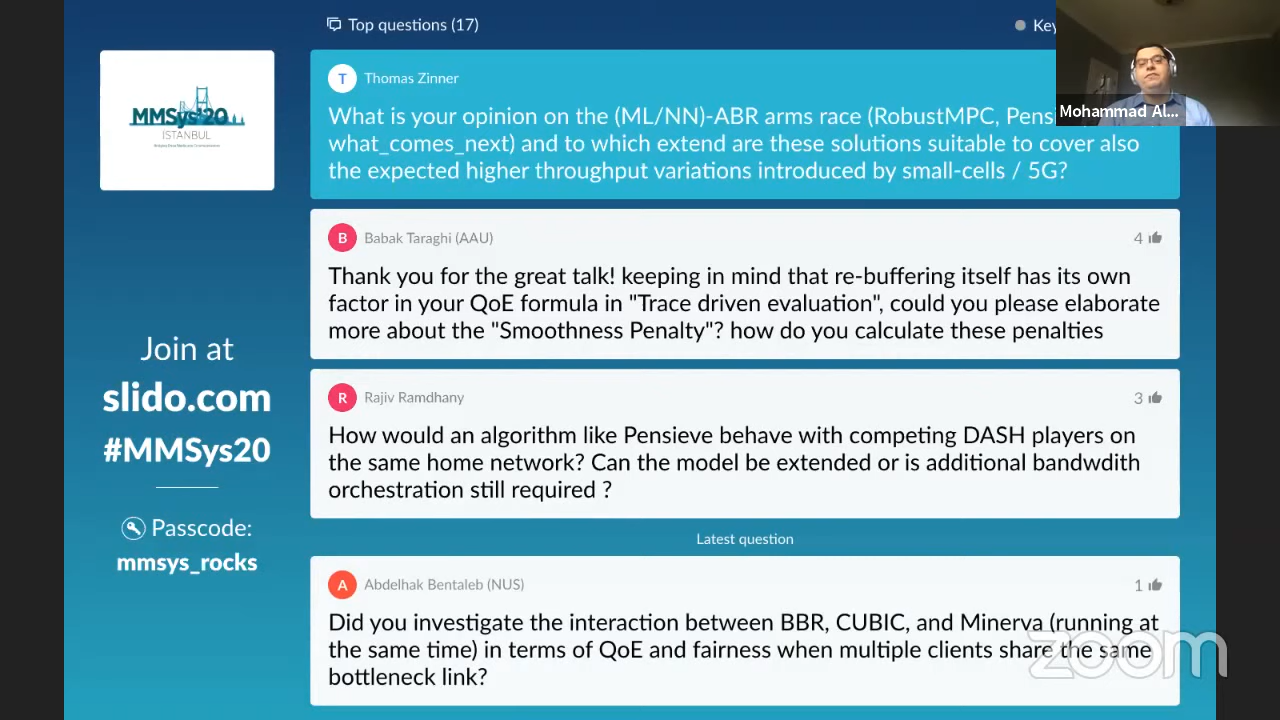 Top questions (17)
Key
Mohammad Al...
MMSys'20
İSTANBUL
Join at
slido.com
#MMSys20
Passcode:
mmsys_rocks
T Thomas Zinner
What is your opinion on the (ML/NN)-ABR arms race (RobustMPC, Pens
what_comes_next) and to which extend are these solutions suitable to cover also
the expected higher throughput variations introduced by small-cells / 5G?
B Babak Taraghi (AAU) 4
Thank you for the great talk! keeping in mind that re-buffering itself has its own
factor in your QoE formula in "Trace driven evaluation", could you please elaborate
more about the "Smoothness Penalty"? how do you calculate these penalties
R Rajiv Ramdhany 3
How would an algorithm like Pensieve behave with competing DASH players on
the same home network? Can the model be extended or is additional bandwdith
orchestration still required ?
Latest question
A Abdelhak Bentaleb (NUS) 1
Did you investigate the interaction between BBR, CUBIC, and Minerva (running at
the same time) in terms of QoE and fairness when multiple clients share the same
bottleneck link?
zoom